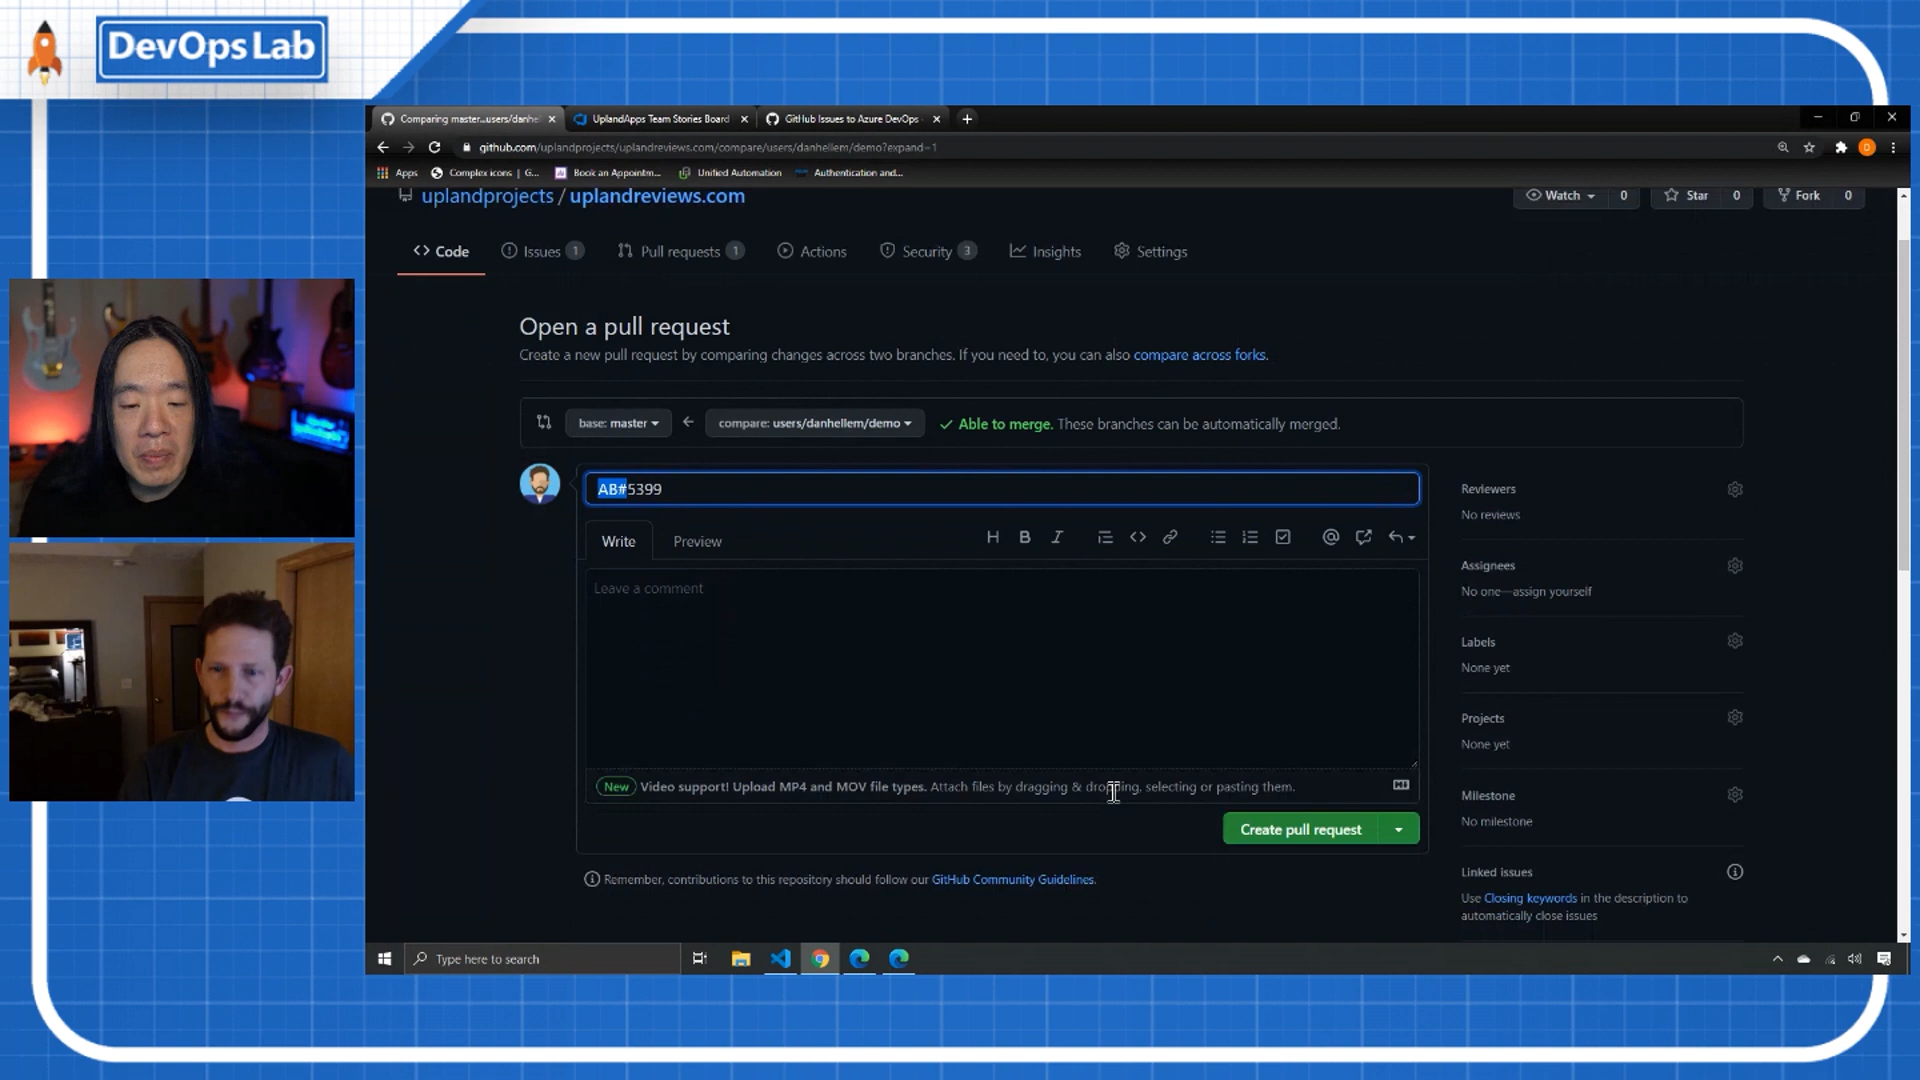 DevOps Lab
Comparing master...users/danhel
UplandApps Team Stories Board
GitHub Issues to Azure DevOps
github.com/uplandprojects/uplandreviews.com/compare/users/danhellem/demo?expand=1
Apps
Complex icons | G...
Book an Appointm...
Unified Automation
Authentication and...
uplandprojects / uplandreviews.com
Watch 0
Star 0
Fork 0
Code
Issues 1
Pull requests 1
Actions
Security 3
Insights
Settings
Open a pull request
Create a new pull request by comparing changes across two branches. If you need to, you can also compare across forks.
base: master
compare: users/danhellem/demo
Able to merge. These branches can be automatically merged.
AB#5399
Write
Preview
Leave a comment
New Video support! Upload MP4 and MOV file types. Attach files by dragging & dropping, selecting or pasting them.
Create pull request
Remember, contributions to this repository should follow our GitHub Community Guidelines.
Reviewers
No reviews
Assignees
No one—assign yourself
Labels
None yet
Projects
None yet
Milestone
No milestone
Linked issues
Use Closing keywords in the description to
automatically close issues
Type here to search